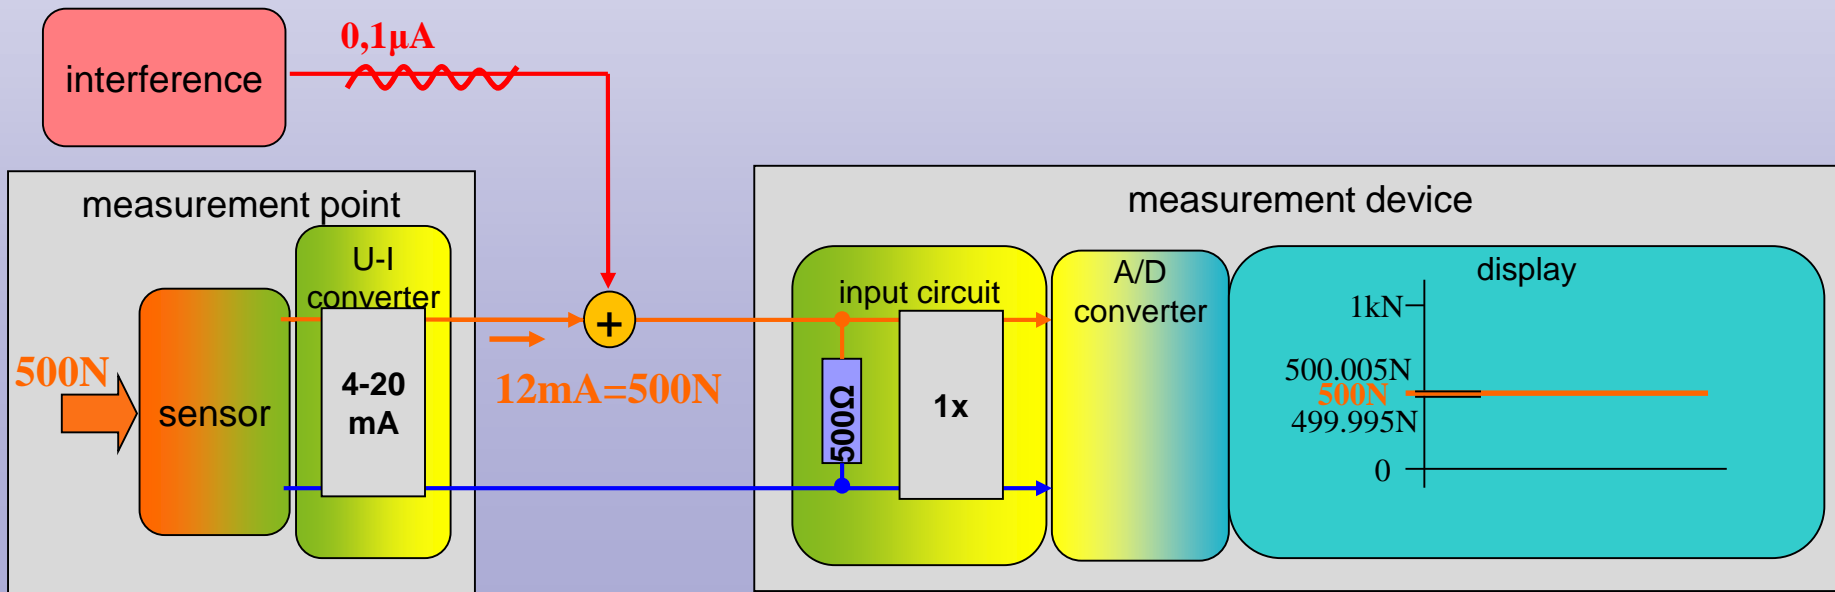 0,1µA
interference
measurement point
measurement device
U-I
converter
input circuit
A/D
converter
display
1kN
500N
sensor
4-20
mA
+
12mA=500N
500Ω
1x
500.005N
500N
499.995N
0